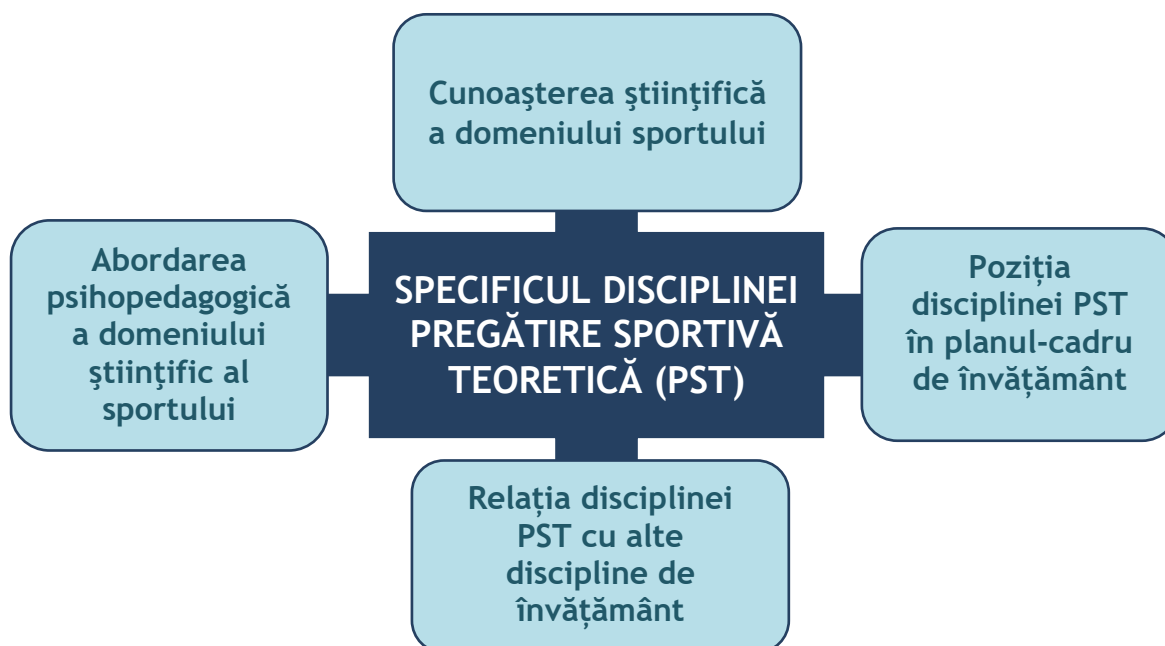 Cunoaşterea ştiinţifică
a domeniului sportului
Abordarea
psihopedagogică
a domeniului
ştiinţific al
sportului
SPECIFICUL DISCIPLINEI
PREGĂTIRE SPORTIVĂ
TEORETICĂ (PST)
Poziția
disciplinei PST
în planul-cadru
de învățământ
Relația disciplinei
PST cu alte
discipline de
învățământ